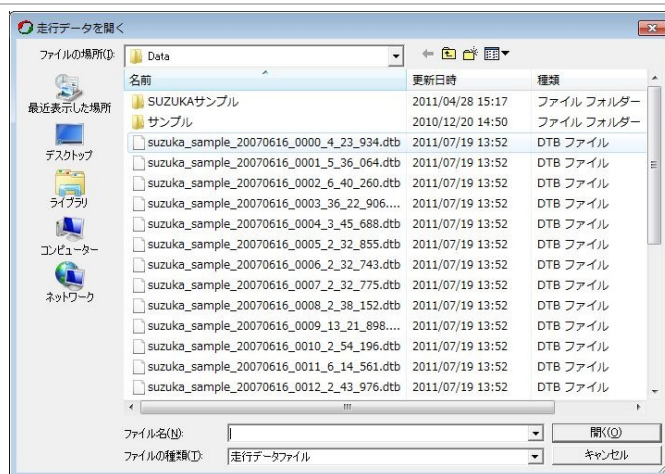 走行データを開く
ファイルの場所(I): Data
最近表示した場所
デスクトップ
ライブラリ
コンピューター
ネットワーク
名前 更新日時 種類
SUZUKAサンプル 2011/04/28 15:17 ファイル フォルダー
サンプル 2010/12/20 14:50 ファイル フォルダー
suzuka_sample_20070616_0000_4_23_934.dtb 2011/07/19 13:52 DTB ファイル
suzuka_sample_20070616_0001_5_36_064.dtb 2011/07/19 13:52 DTB ファイル
suzuka_sample_20070616_0002_6_40_260.dtb 2011/07/19 13:52 DTB ファイル
suzuka_sample_20070616_0003_36_22_906.... 2011/07/19 13:52 DTB ファイル
suzuka_sample_20070616_0004_3_45_688.dtb 2011/07/19 13:52 DTB ファイル
suzuka_sample_20070616_0005_2_32_855.dtb 2011/07/19 13:52 DTB ファイル
suzuka_sample_20070616_0006_2_32_743.dtb 2011/07/19 13:52 DTB ファイル
suzuka_sample_20070616_0007_2_32_775.dtb 2011/07/19 13:52 DTB ファイル
suzuka_sample_20070616_0008_2_38_152.dtb 2011/07/19 13:52 DTB ファイル
suzuka_sample_20070616_0009_13_21_898.... 2011/07/19 13:52 DTB ファイル
suzuka_sample_20070616_0010_2_54_196.dtb 2011/07/19 13:52 DTB ファイル
suzuka_sample_20070616_0011_6_14_561.dtb 2011/07/19 13:52 DTB ファイル
suzuka_sample_20070616_0012_2_43_976.dtb 2011/07/19 13:52 DTB ファイル
ファイル名(N): 開く(O)
ファイルの種類(T): 走行データファイル キャンセル